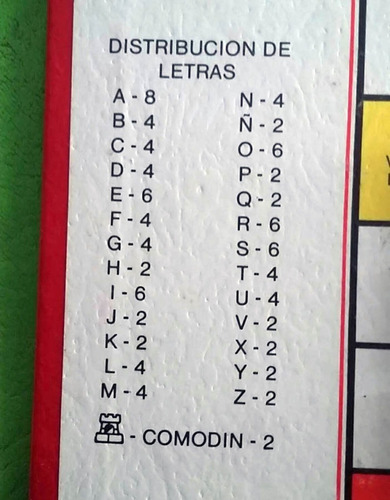 DISTRIBUCION DE
LETRAS
A - 8
B - 4
C - 4
D - 4
E - 6
F - 4
G - 4
H - 2
I - 6
J - 2
K - 2
L - 4
M - 4
N - 4
Ñ - 2
O - 6
P - 2
Q - 2
R - 6
S - 6
T - 4
U - 4
V - 2
X - 2
Y - 2
Z - 2
- COMODIN - 2